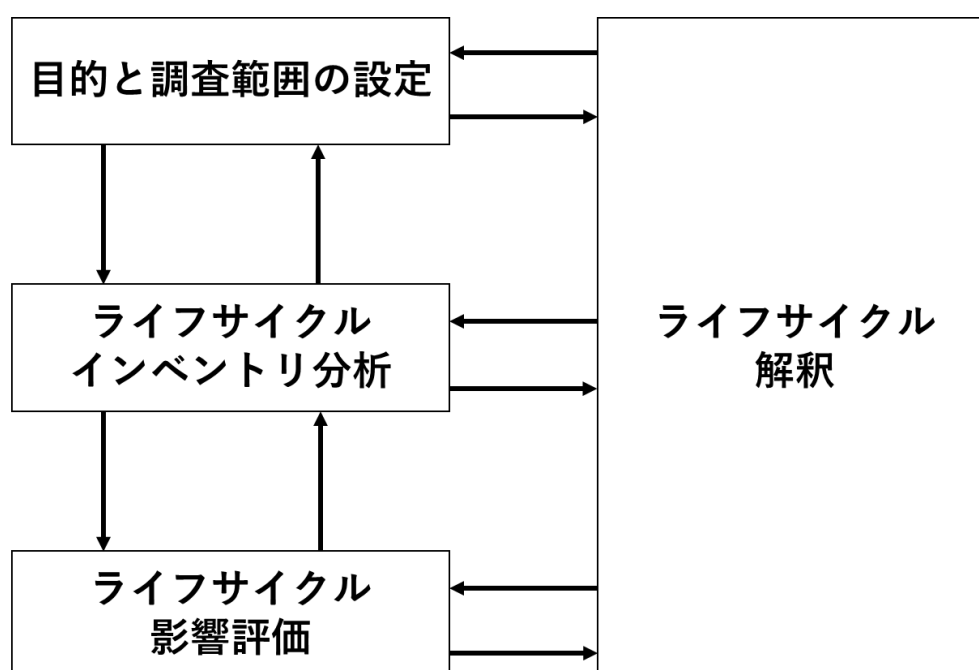 目的と調査範囲の設定
ライフサイクル
インベントリ分析
ライフサイクル
影響評価
ライフサイクル
解釈